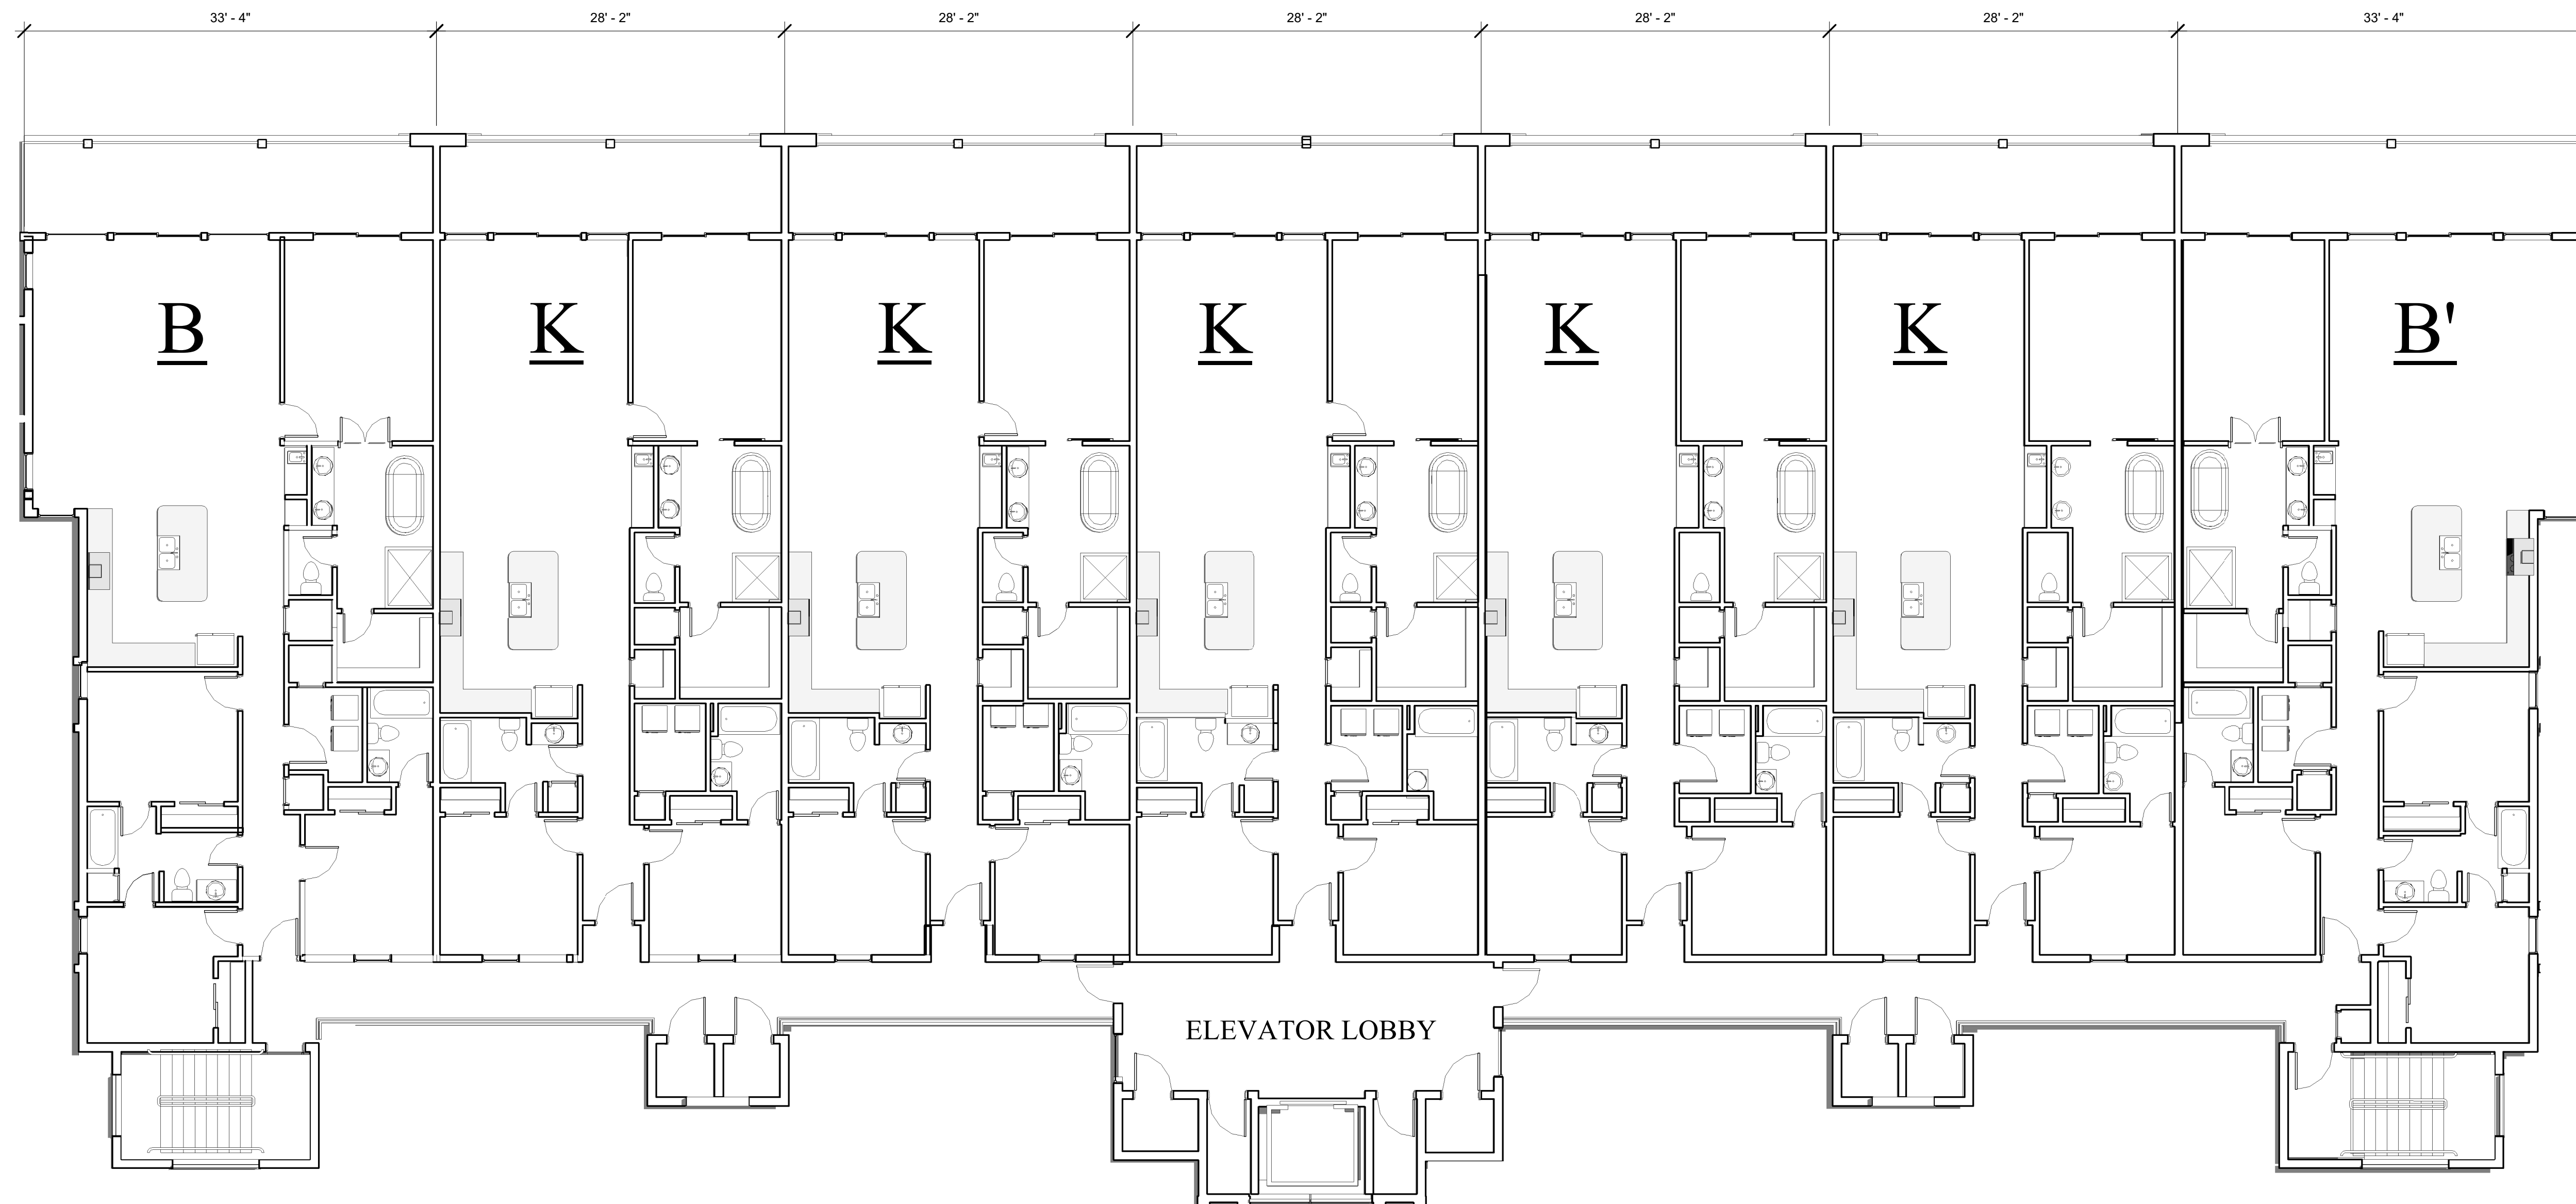 33' - 4" 28' - 2" 28' - 2" 28' - 2" 28' - 2" 28' - 2" 33' - 4"
B K K K K K B'
ELEVATOR LOBBY